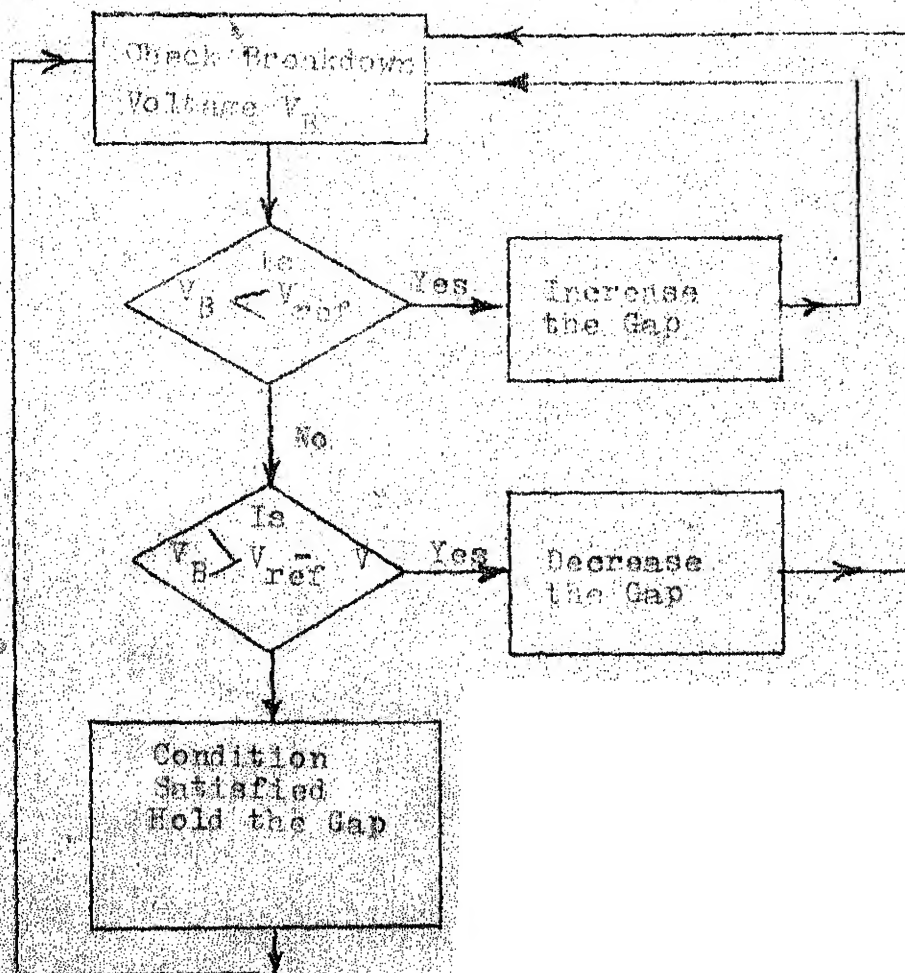 Check Breakdown
Voltage V_B
Is
V_B < V_ref
Yes
Increase
the Gap
No
Is
V_B > V_ref - V
Yes
Decrease
the Gap
Condition
Satisfied
Hold the Gap